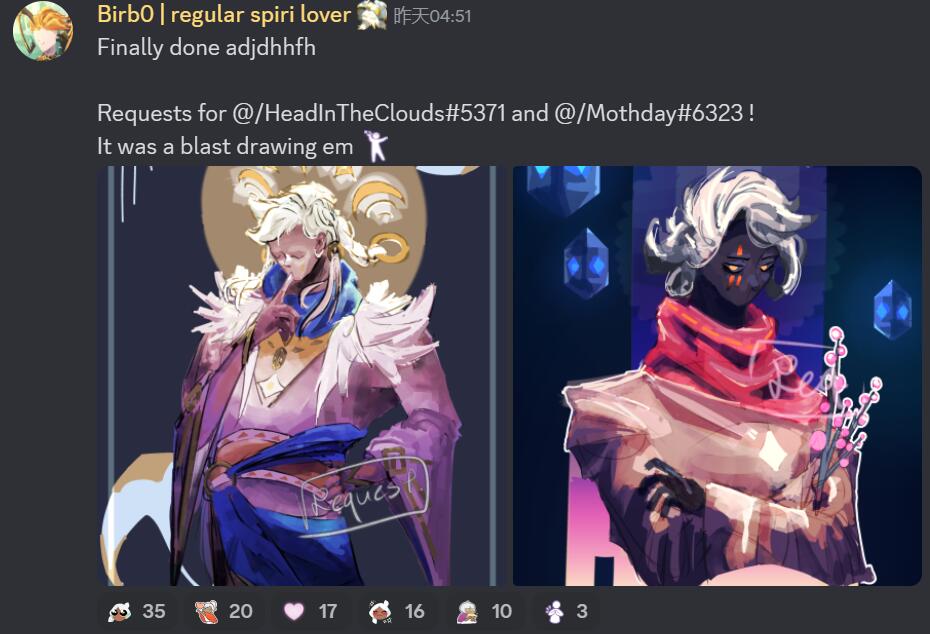 Birb0 | regular spiri lover 昨天04:51
Finally done adjdhhfh
Requests for @/HeadInTheClouds#5371 and @/Mothday#6323 !
It was a blast drawing em
Request
35 20 17 16 10 3